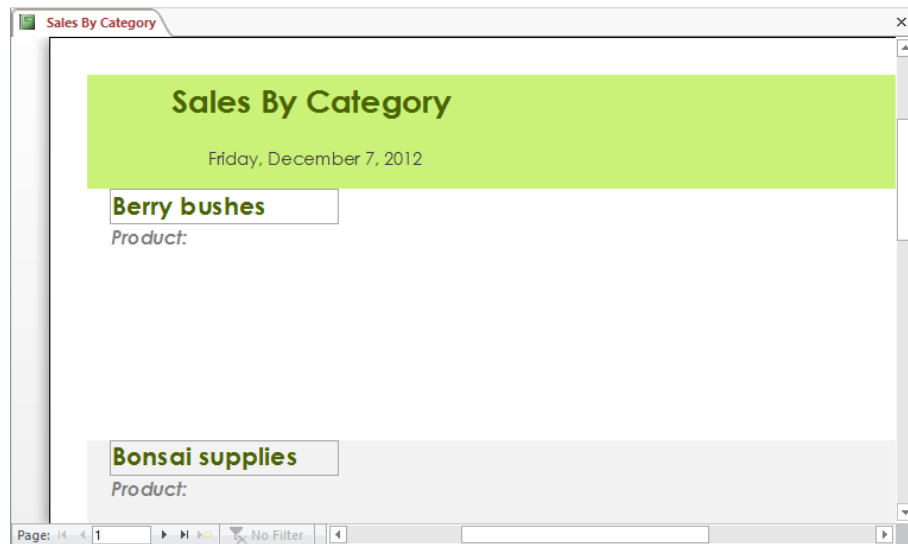 Sales By Category
Sales By Category
Friday, December 7, 2012
Berry bushes
Product:
Bonsai supplies
Product:
Page: 1 No Filter